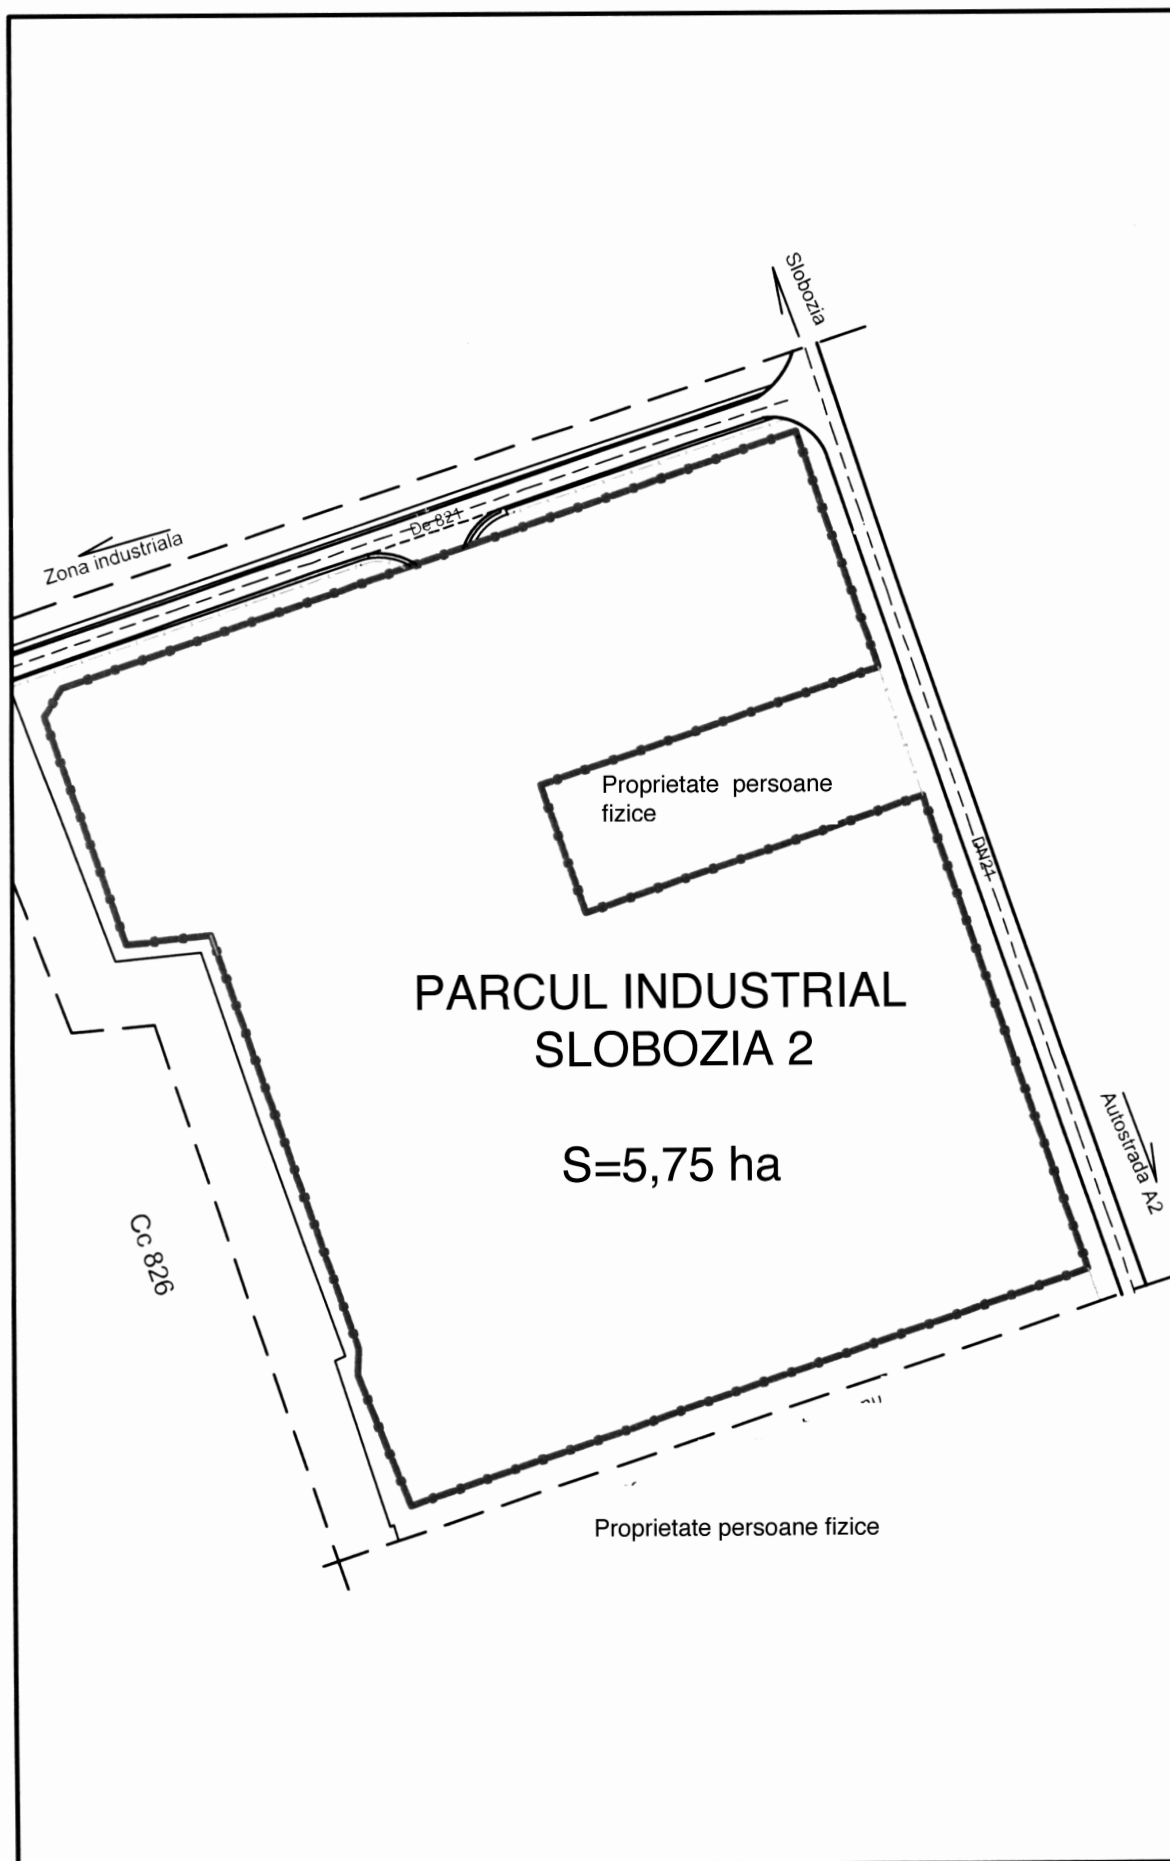 Slobozia
De 821
Zona industriala
Proprietate persoane
fizice
DN21
PARCUL INDUSTRIAL
SLOBOZIA 2
S=5,75 ha
Autostrada A2
Cc 826
Proprietate persoane fizice